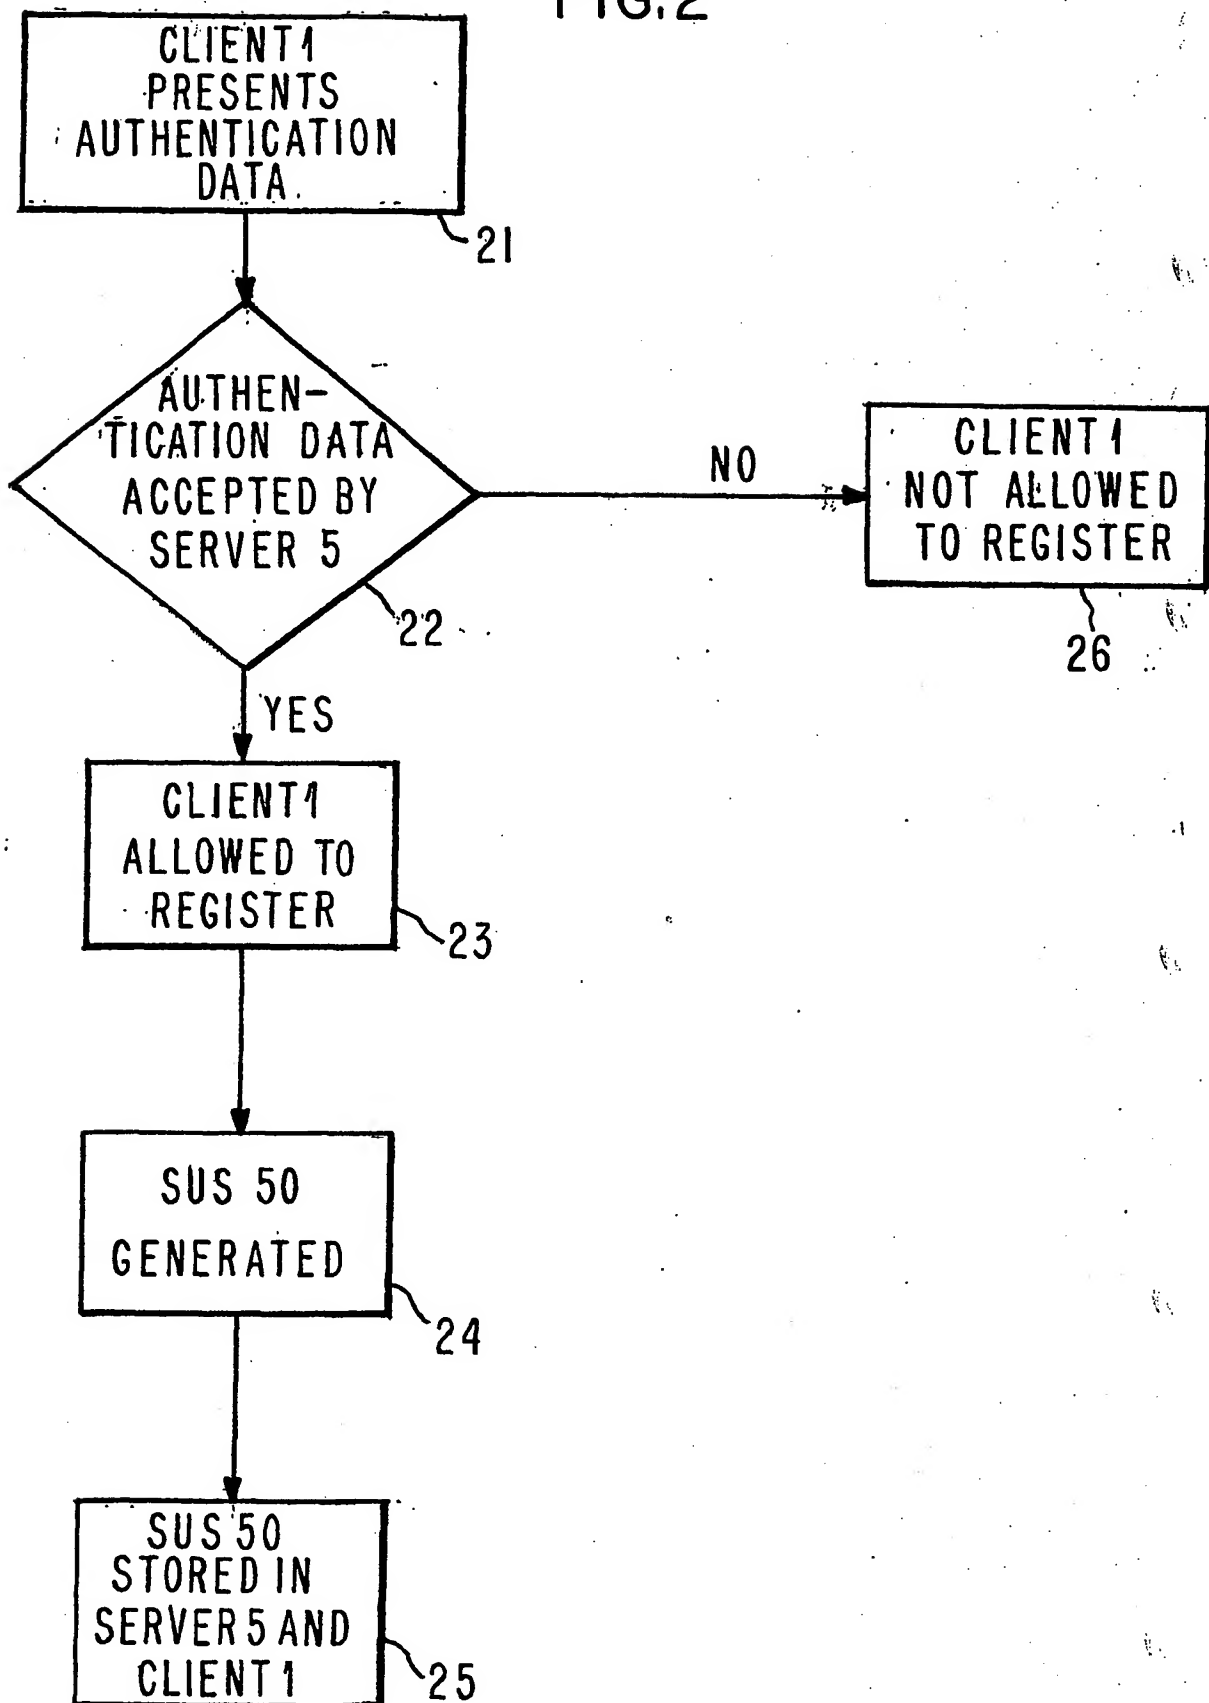 FIG.2
CLIENT 1
PRESENTS
AUTHENTICATION
DATA.
21
AUTHEN-
TICATION DATA
ACCEPTED BY
SERVER 5
22
NO
CLIENT 1
NOT ALLOWED
TO REGISTER
26
YES
CLIENT 1
ALLOWED TO
REGISTER
23
SUS 50
GENERATED
24
SUS 50
STORED IN
SERVER 5 AND
CLIENT 1
25